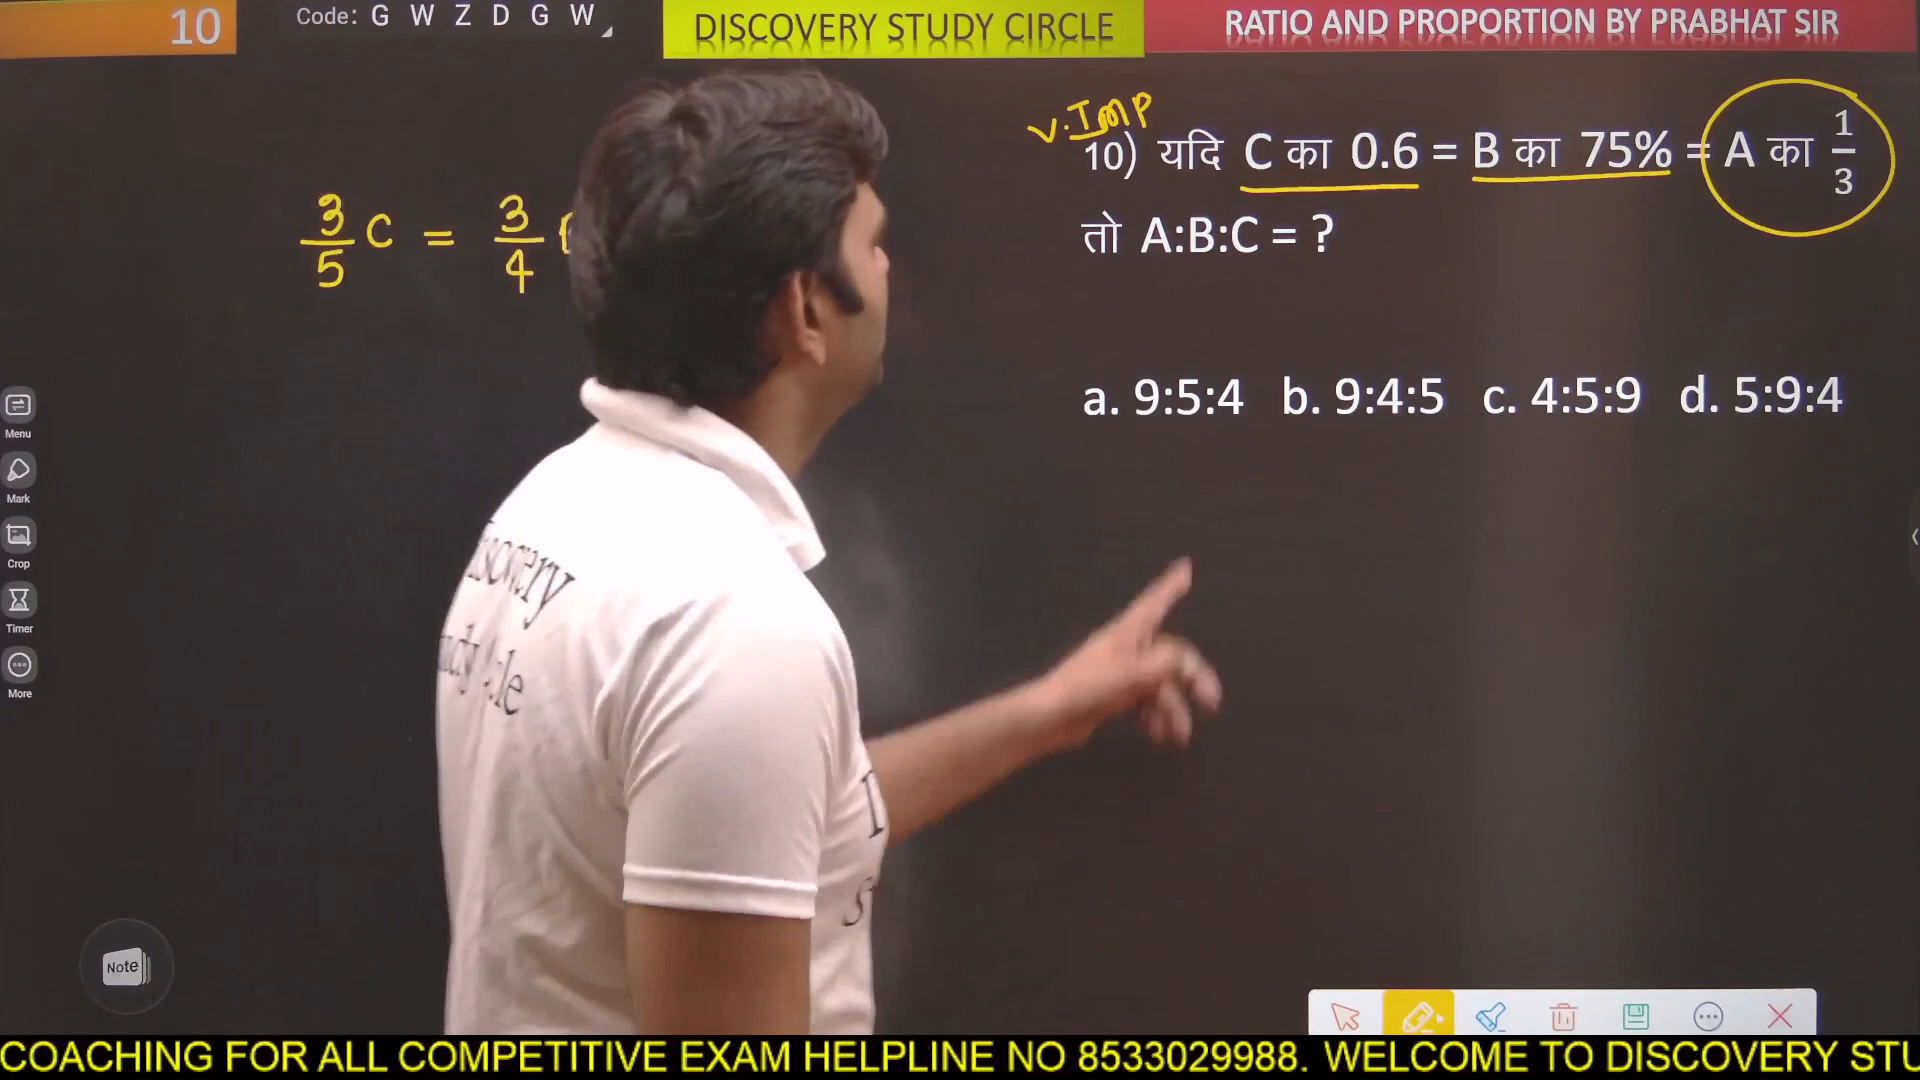 10
Code: G W Z D G W
DISCOVERY STUDY CIRCLE
RATIO AND PROPORTION BY PRABHAT SIR
V. IMP
10) यदि C का 0.6 = B का 75% = A का 1/3
तो A:B:C = ?
a. 9:5:4 b. 9:4:5 c. 4:5:9 d. 5:9:4
3/5 C = 3/4
Menu
Mark
Crop
Timer
More
Note
COACHING FOR ALL COMPETITIVE EXAM HELPLINE NO 8533029988. WELCOME TO DISCOVERY STU